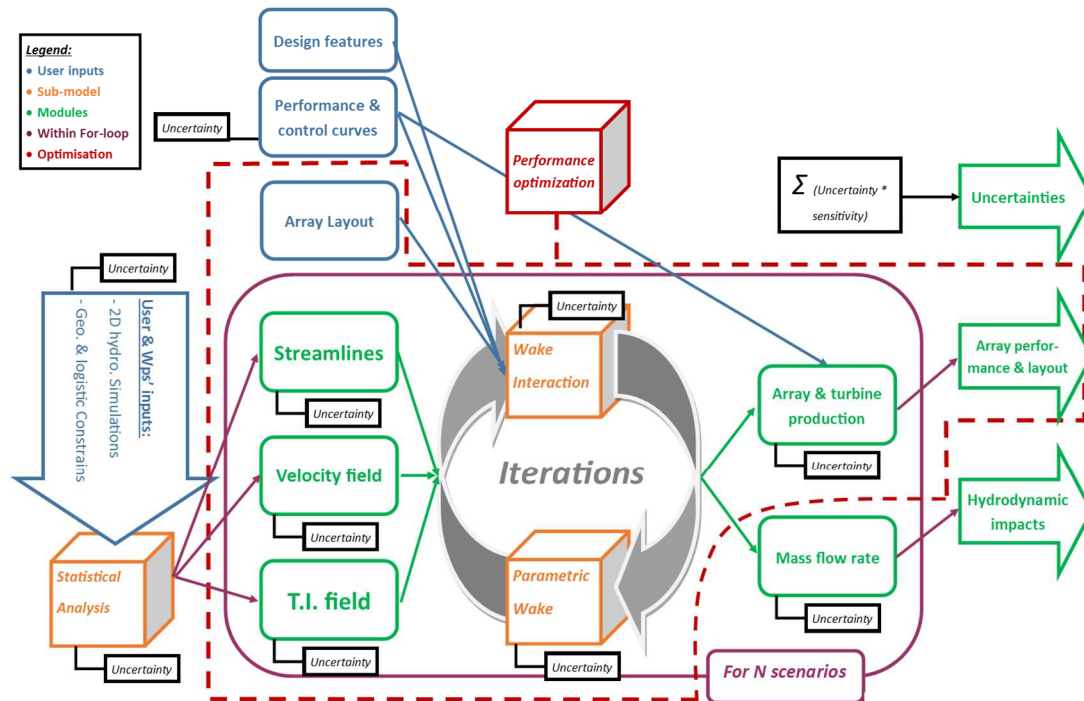 Legend:
• User inputs
• Sub-model
• Modules
• Within For-loop
• Optimisation
Design features
Performance &
control curves
Uncertainty
Array Layout
Performance
optimization
Σ (Uncertainty *
sensitivity)
Uncertainties
Uncertainty
User & Wps' inputs:
- 2D hydro. Simulations
- Geo. & logistic Constrains
Statistical
Analysis
Uncertainty
Streamlines
Uncertainty
Velocity field
Uncertainty
T.I. field
Uncertainty
Uncertainty
Wake
Interaction
Iterations
Parametric
Wake
Uncertainty
Array & turbine
production
Uncertainty
Mass flow rate
Uncertainty
For N scenarios
Array perfor-
mance & layout
Hydrodynamic
impacts